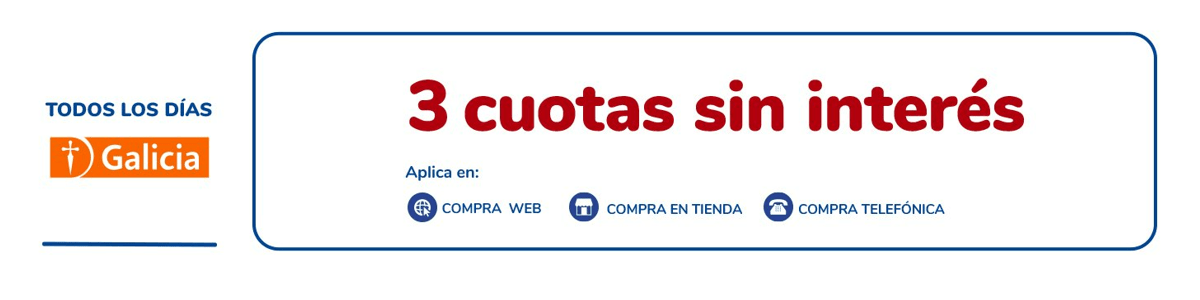 TODOS LOS DÍAS
Galicia
3 cuotas sin interés
Aplica en:
COMPRA WEB
COMPRA EN TIENDA
COMPRA TELEFÓNICA